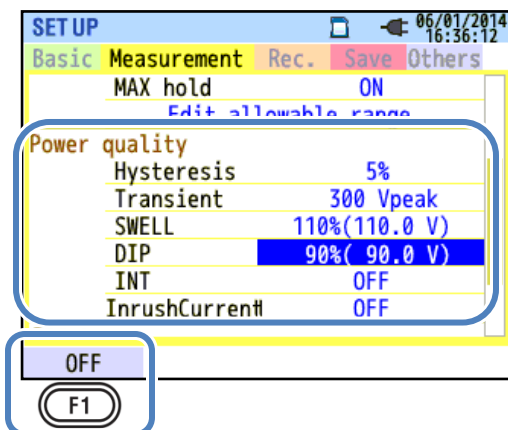 SET UP 06/01/2014
16:36:12
Basic Measurement Rec. Save Others
MAX hold ON
Edit allowable range
Power quality
Hysteresis 5%
Transient 300 Vpeak
SWELL 110%(110.0 V)
DIP 90%( 90.0 V)
INT OFF
InrushCurrent OFF
OFF
F1